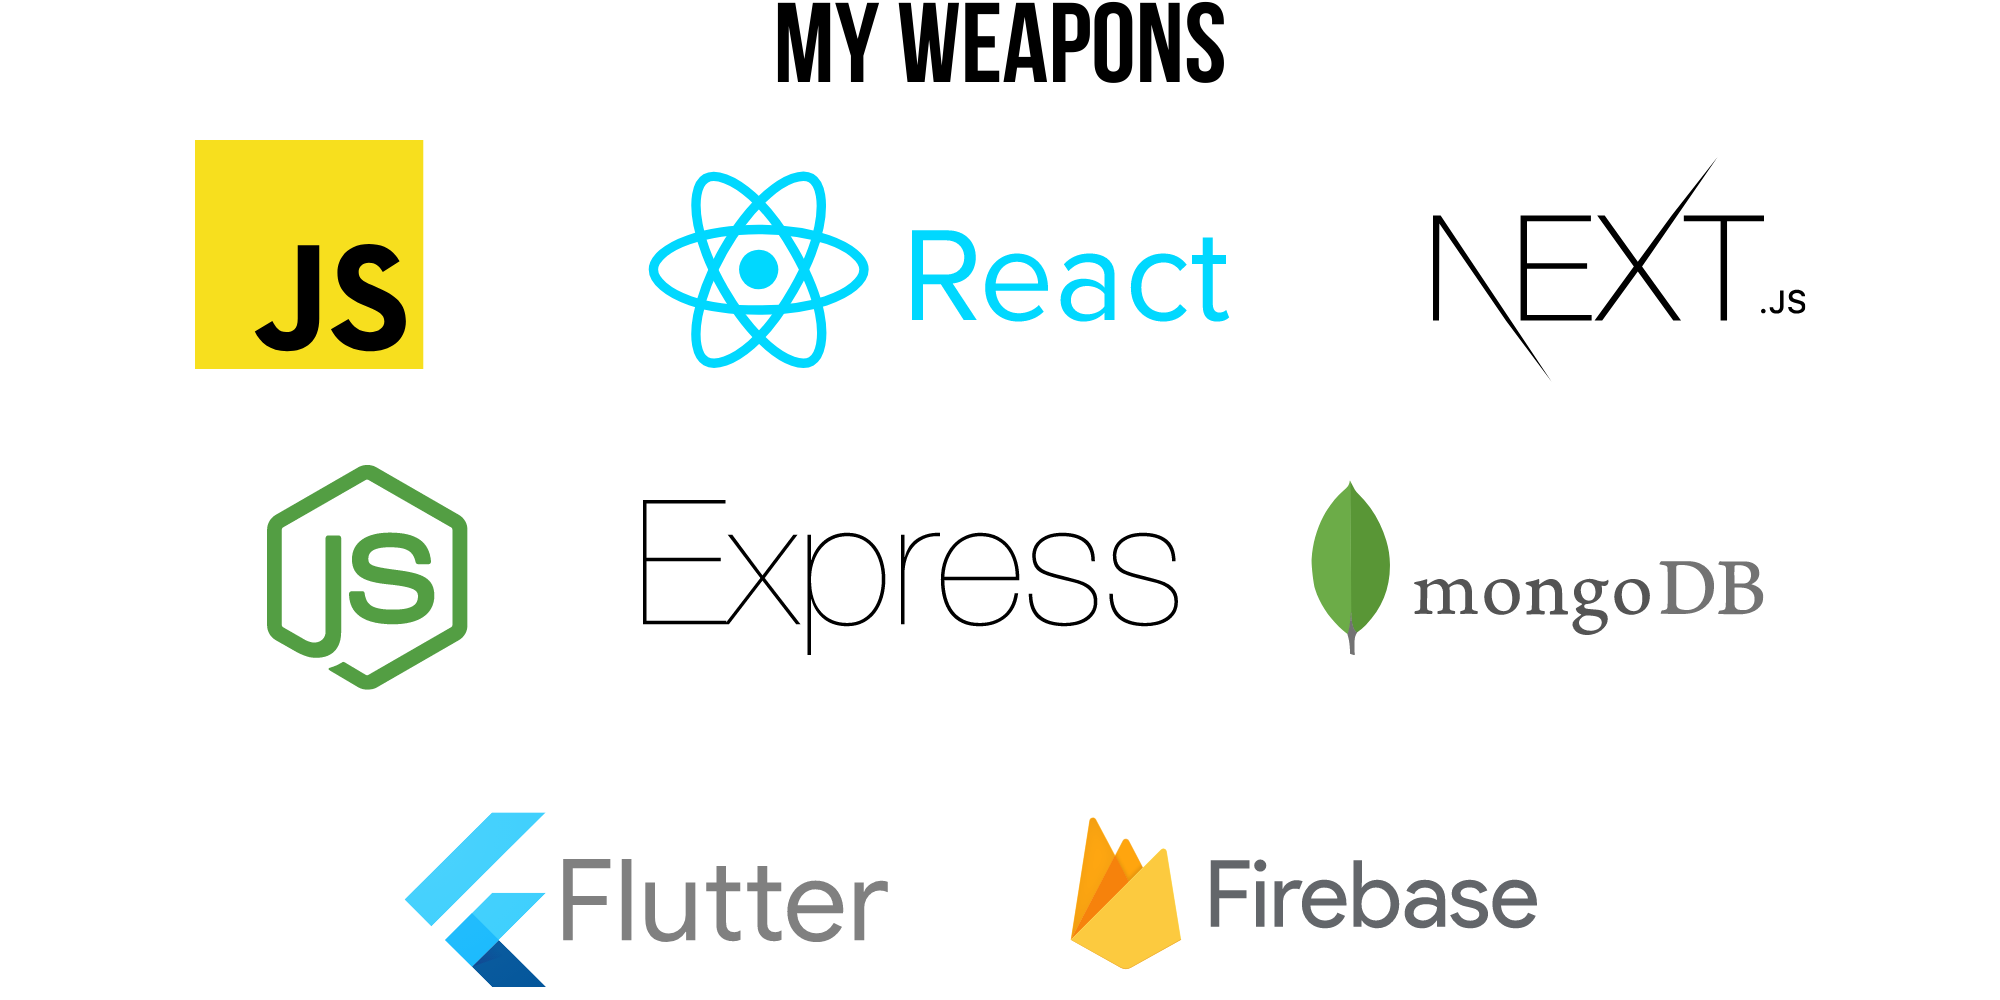 MY WEAPONS
JS
React
NEXT.JS
JS
Express
mongoDB
Flutter
Firebase